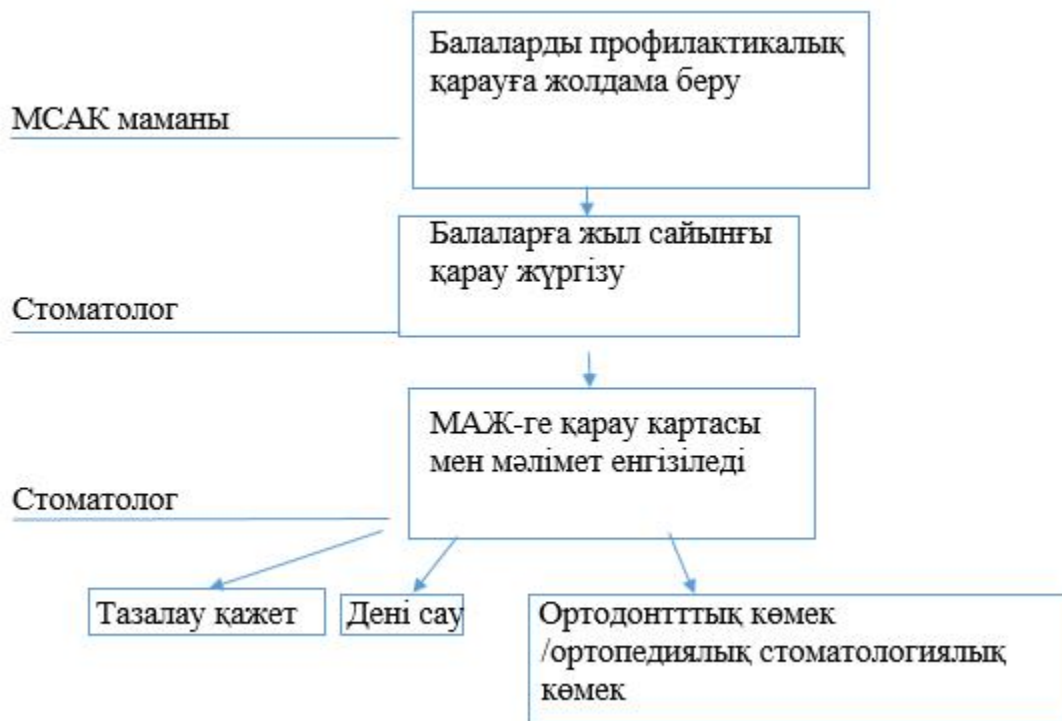 Балаларды профилактикалық
қарауға жолдама беру
МСАК маманы
Балаларға жыл сайынғы
қарау жүргізу
Стоматолог
МАЖ-ге қарау картасы
мен мәлімет енгізіледі
Стоматолог
Тазалау қажет
Дені сау
Ортодонтттық көмек
/ортопедиялық стоматологиялық
көмек